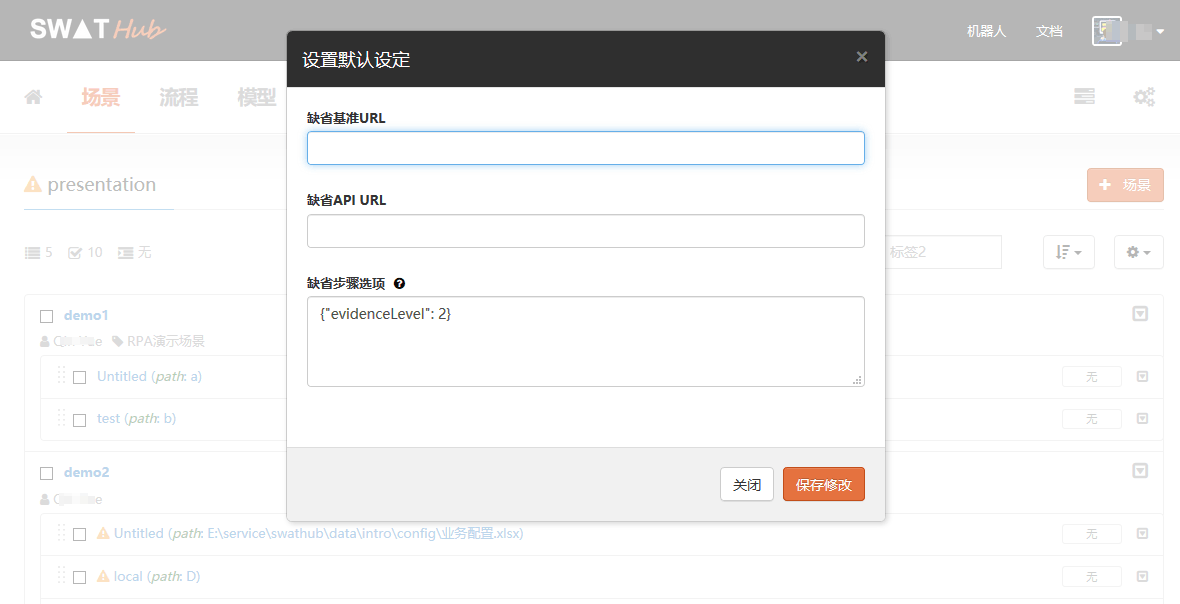 SWAT Hub
机器人 文档
设置默认设定 ×
场景 流程 模型
缺省基准URL
presentation
+ 场景
缺省API URL
5 10 无
标签2
缺省步骤选项
{"evidenceLevel": 2}
demo1
RPA演示场景
Untitled (path: a) 无
test (path: b) 无
demo2
关闭 保存修改
Untitled (path: E:\service\swathub\data\intro\config\业务配置.xlsx) 无
local (path: D) 无